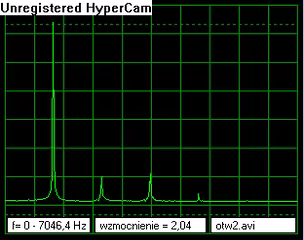 Unregistered HyperCam
f= 0 - 7046,4 Hz wzmocnienie = 2,04 otw2.avi